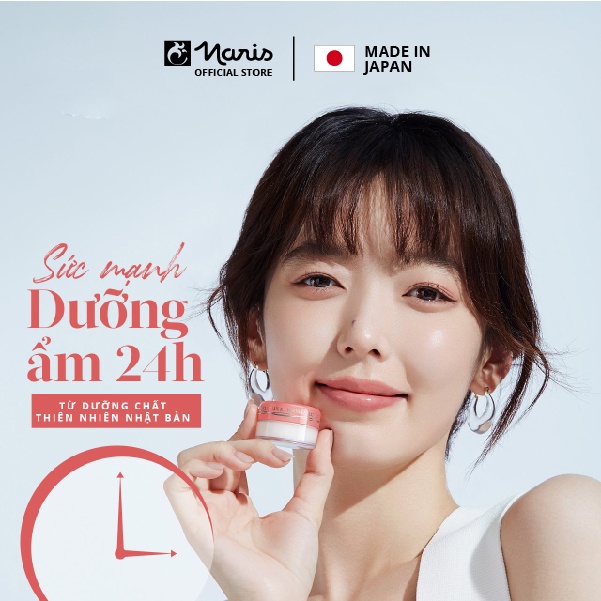 naris
OFFICIAL STORE
MADE IN
JAPAN
Sức mạnh
Dưỡng
ẩm 24h
TỪ DƯỠNG CHẤT
THIÊN NHIÊN NHẬT BẢN